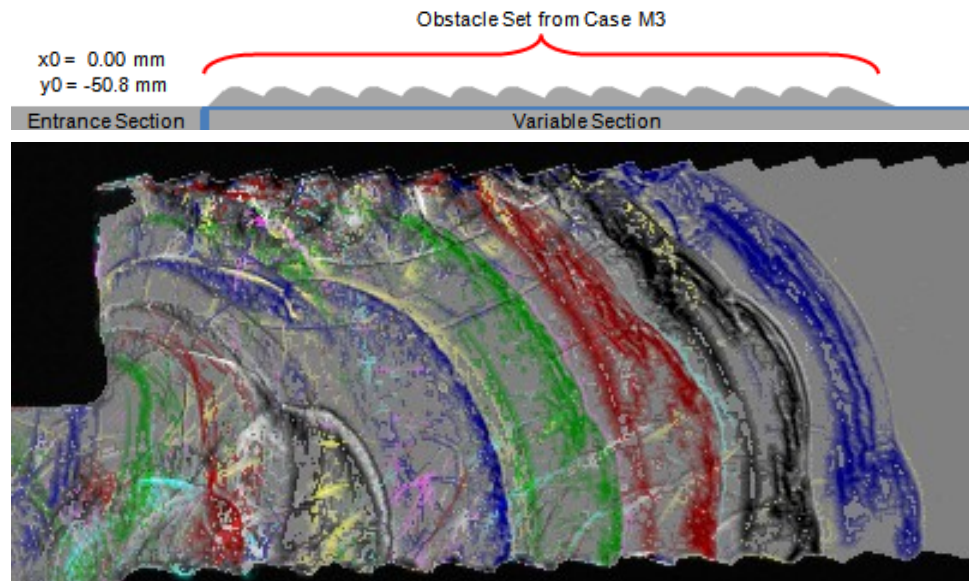 Obstacle Set from Case M3
x0 = 0.00 mm
y0 = -50.8 mm
Entrance Section
Variable Section